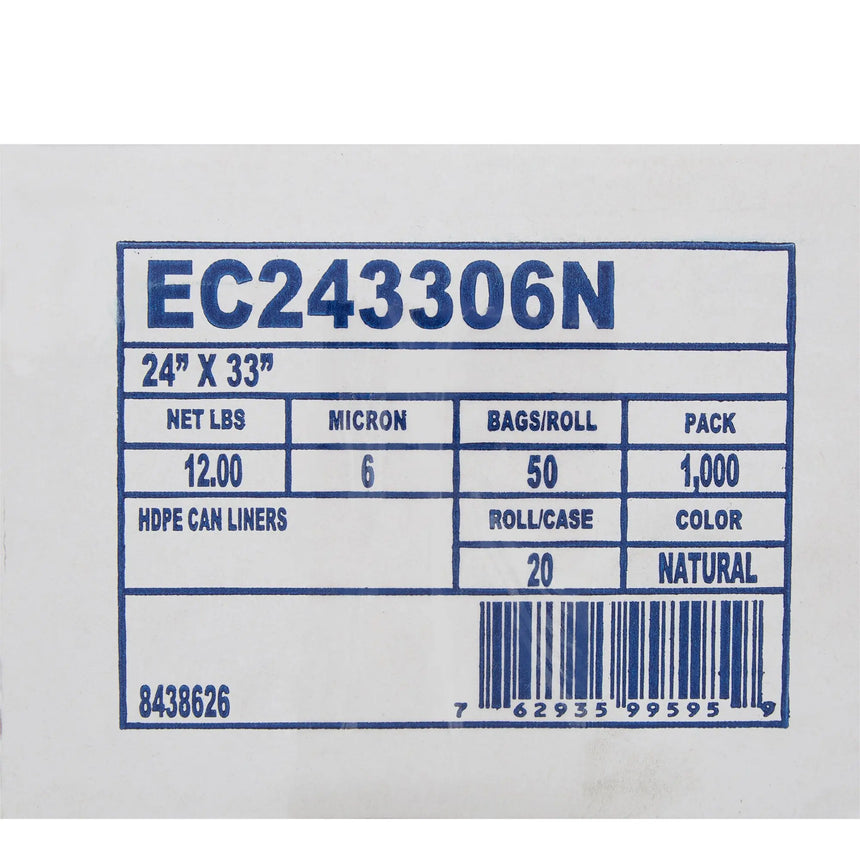 EC243306N
24” X 33”
NET LBS MICRON BAGS/ROLL PACK
12.00 6 50 1,000
HDPE CAN LINERS ROLL/CASE COLOR
20 NATURAL
8438626 7 62935 99595 9